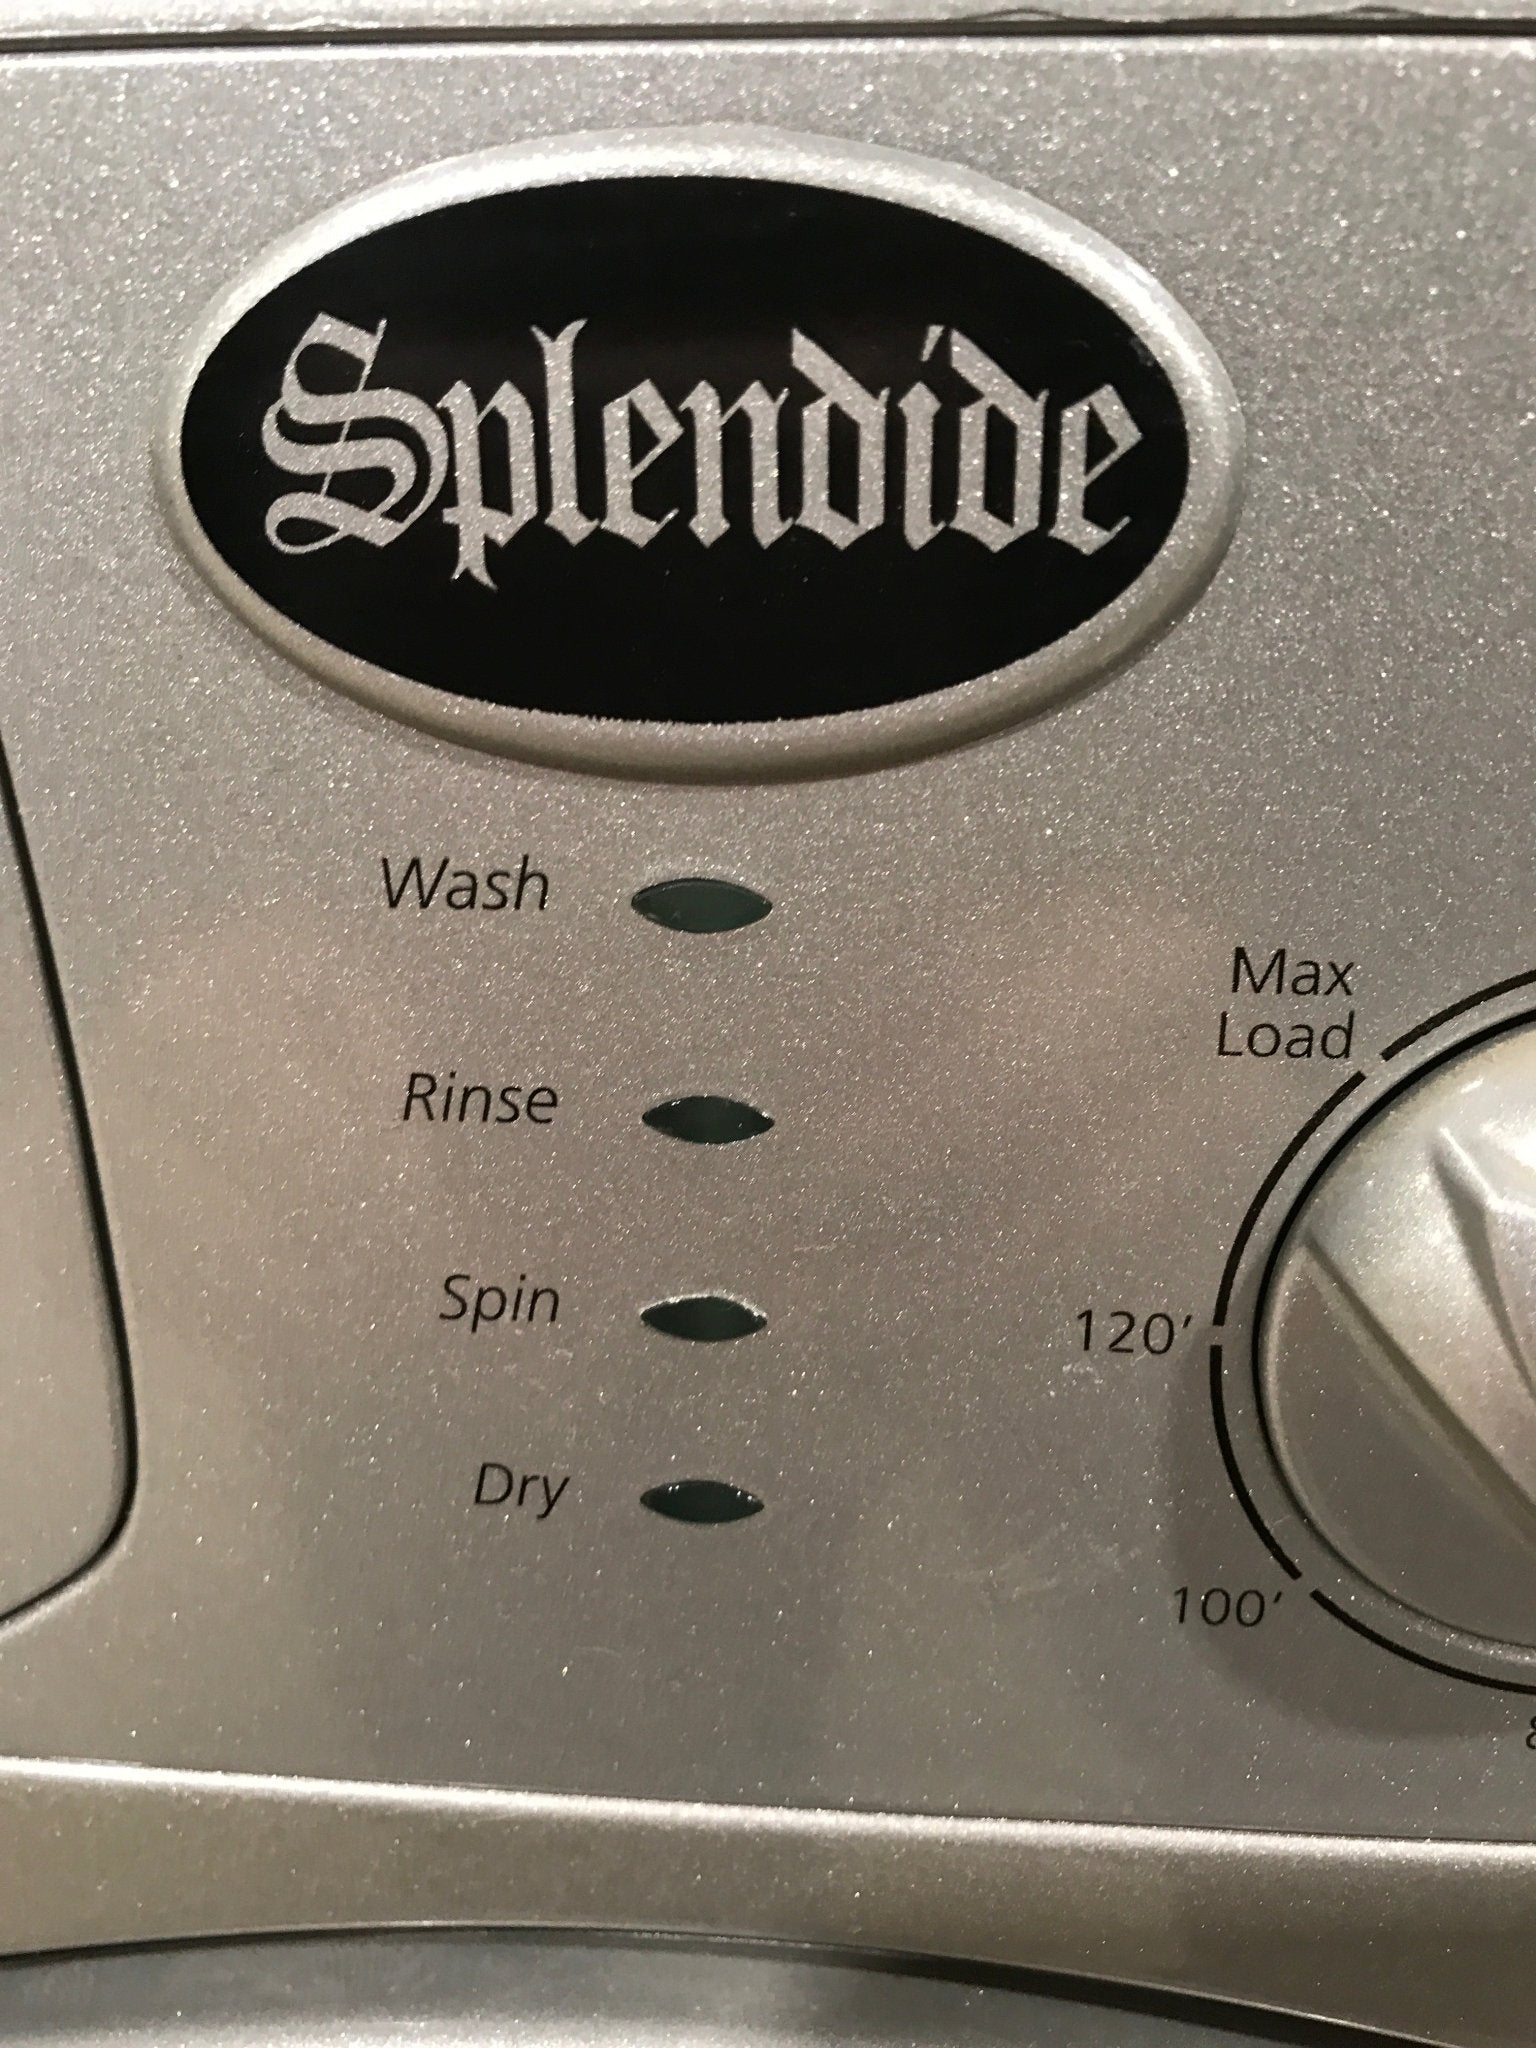 Splendide
Wash
Rinse
Spin
Dry
Max
Load
120′
100′